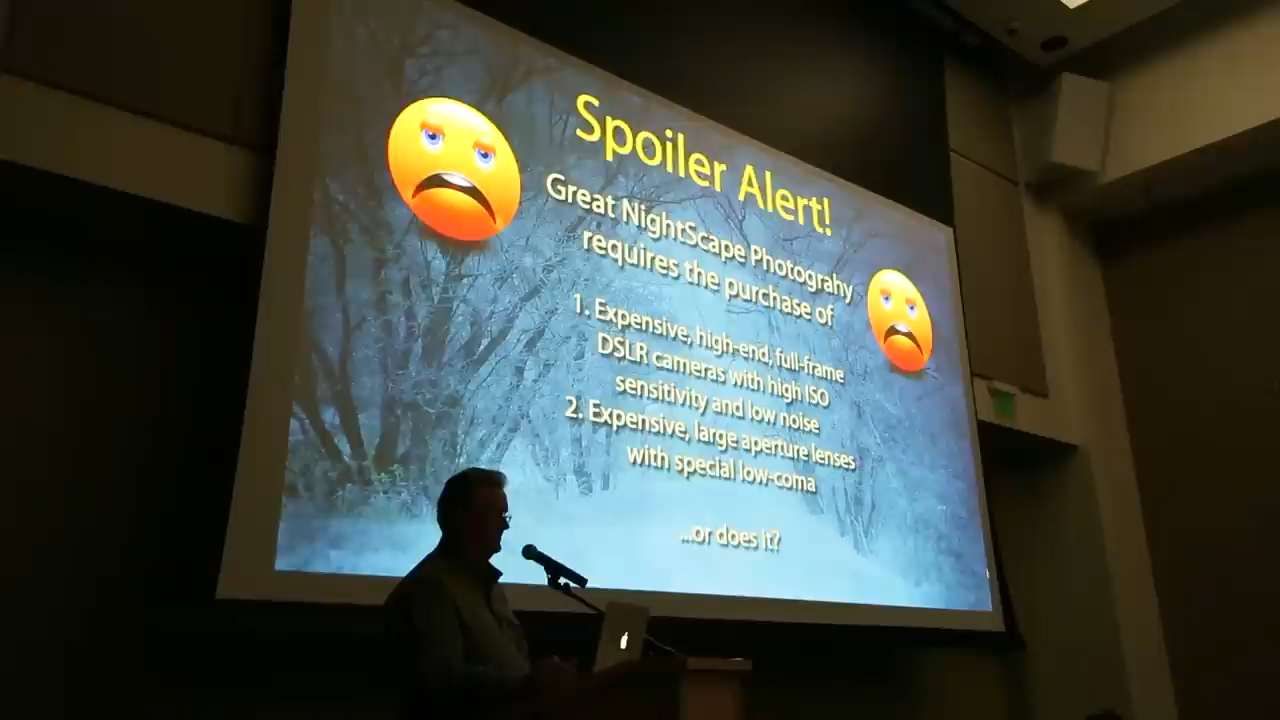 Spoiler Alert!
Great NightScape Photograhy
requires the purchase of
1. Expensive, high-end, full-frame
DSLR cameras with high ISO
sensitivity and low noise
2. Expensive, large aperture lenses
with special low-coma
...or does it?